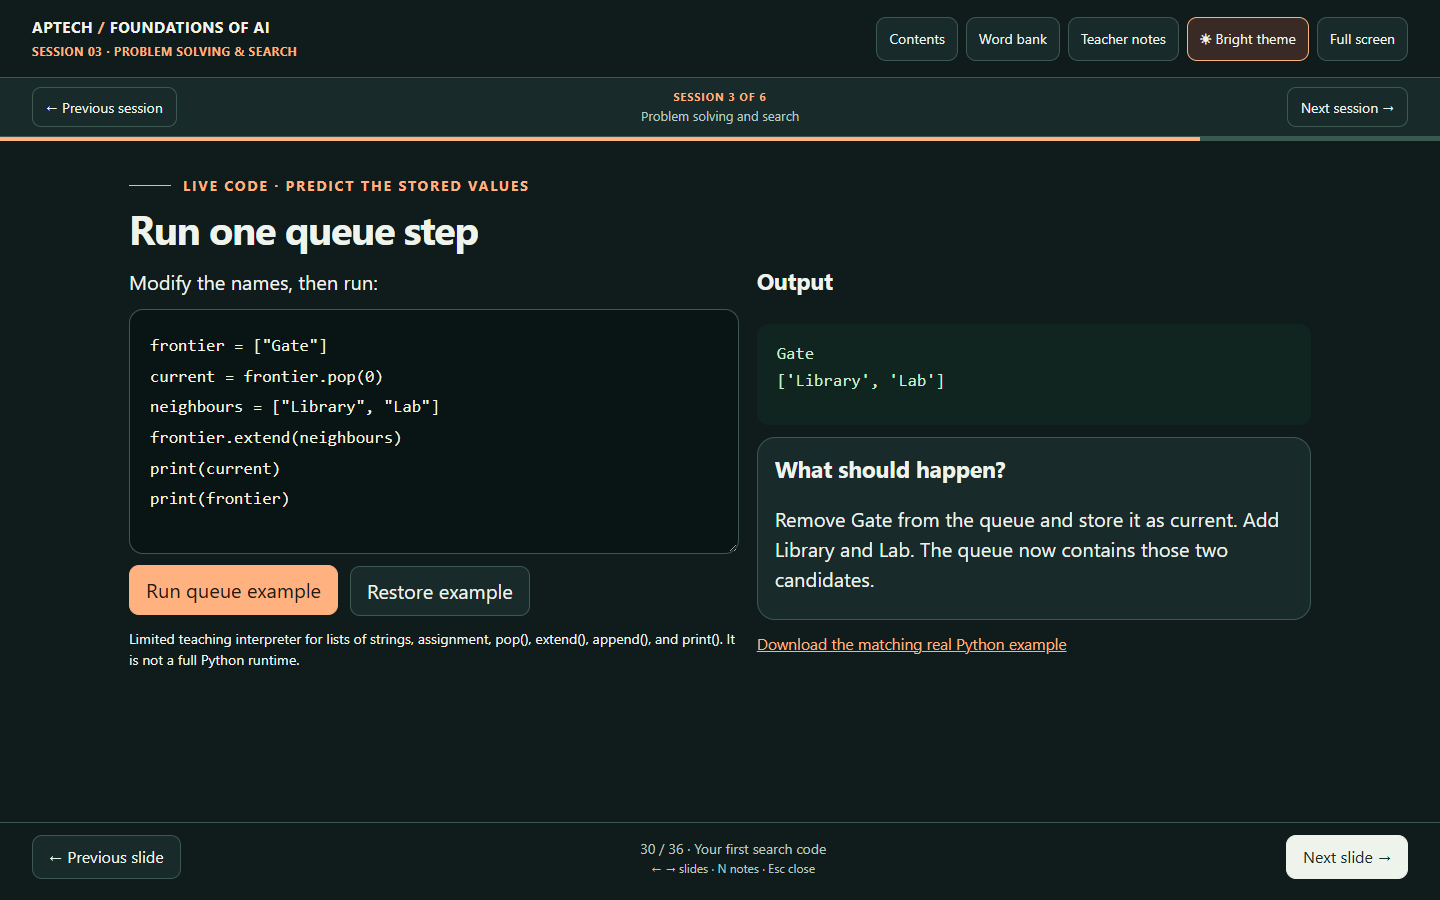 APTECH / FOUNDATIONS OF AI
SESSION 03 · PROBLEM SOLVING & SEARCH
Contents
Word bank
Teacher notes
☀ Bright theme
Full screen
← Previous session
SESSION 3 OF 6
Problem solving and search
Next session →
LIVE CODE · PREDICT THE STORED VALUES
Run one queue step
Modify the names, then run:
frontier = ["Gate"]
current = frontier.pop(0)
neighbours = ["Library", "Lab"]
frontier.extend(neighbours)
print(current)
print(frontier)
Run queue example
Restore example
Limited teaching interpreter for lists of strings, assignment, pop(), extend(), append(), and print(). It
is not a full Python runtime.
Output
Gate
['Library', 'Lab']
What should happen?
Remove Gate from the queue and store it as current. Add
Library and Lab. The queue now contains those two
candidates.
Download the matching real Python example
← Previous slide
30 / 36 · Your first search code
← → slides · N notes · Esc close
Next slide →